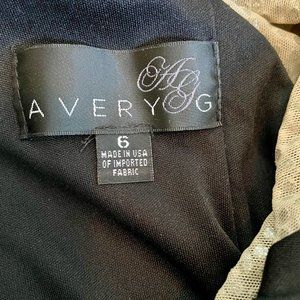 AG
AVERY G
6
MADE IN USA
OF IMPORTED
FABRIC